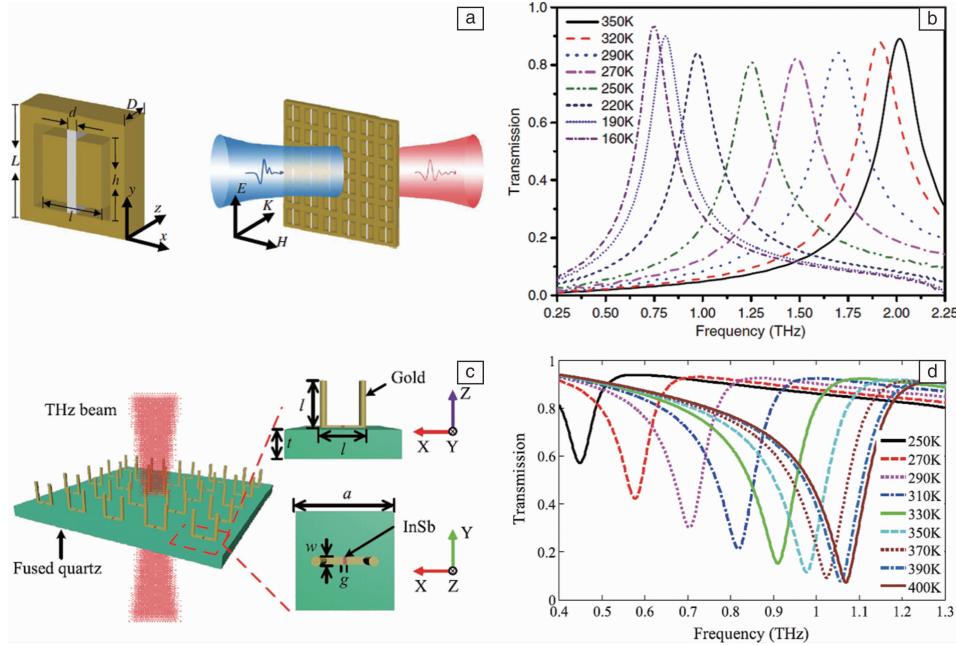 a
D
d
L
h
y
z
l
x
E
K
H
b
350K
320K
290K
270K
250K
220K
190K
160K
Transmission
1.0
0.8
0.6
0.4
0.2
0.0
0.25 0.50 0.75 1.00 1.25 1.50 1.75 2.00 2.25
Frequency (THz)
c
THz beam
Gold
l
t
l
Z
X
Y
a
InSb
w
g
Y
X
Z
Fused quartz
d
250K
270K
290K
310K
330K
350K
370K
390K
400K
Transmission
1
0.8
0.6
0.4
0.2
0
0.4 0.5 0.6 0.7 0.8 0.9 1 1.1 1.2 1.3
Frequency (THz)